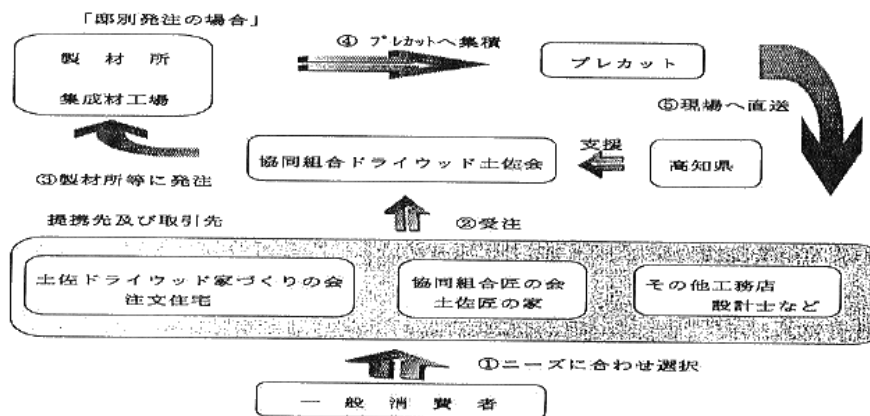 「邸別発注の場合」
製材所
集成材工場
④ プレカットへ集積
プレカット
⑤現場へ直送
協同組合ドライウッド土佐会
支援
高知県
③製材所等に発注
②受注
提携先及び取引先
土佐ドライウッド家づくりの会
注文住宅
協同組合匠の会
土佐匠の家
その他工務店
設計士など
①ニーズに合わせ選択
一般消費者